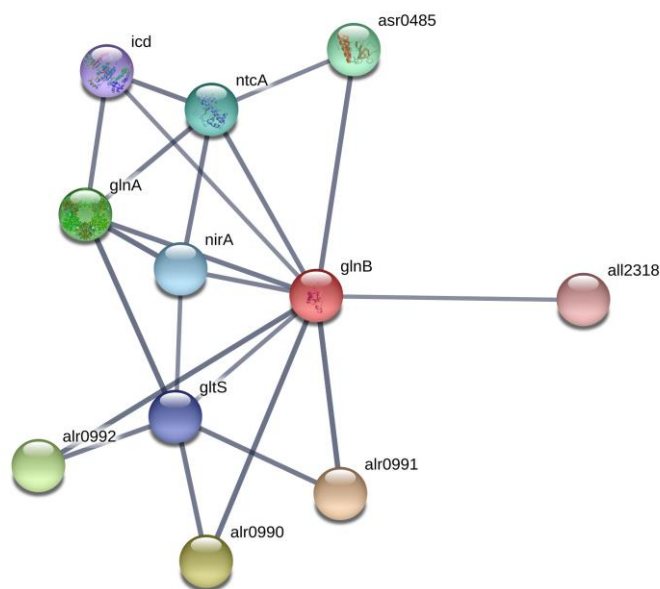 asr0485
icd
ntcA
glnA
nirA
glnB
all2318
gltS
alr0992
alr0991
alr0990